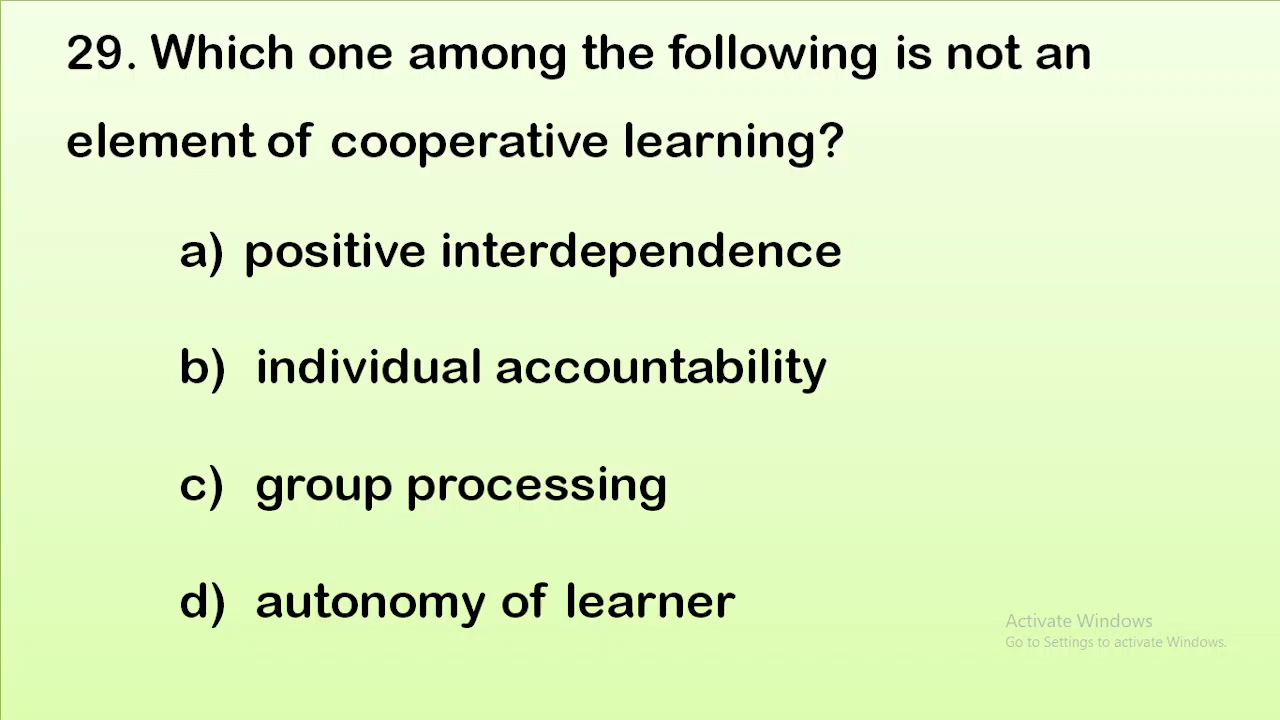 29. Which one among the following is not an
element of cooperative learning?
a) positive interdependence
b) individual accountability
c) group processing
d) autonomy of learner
Activate Windows
Go to Settings to activate Windows.